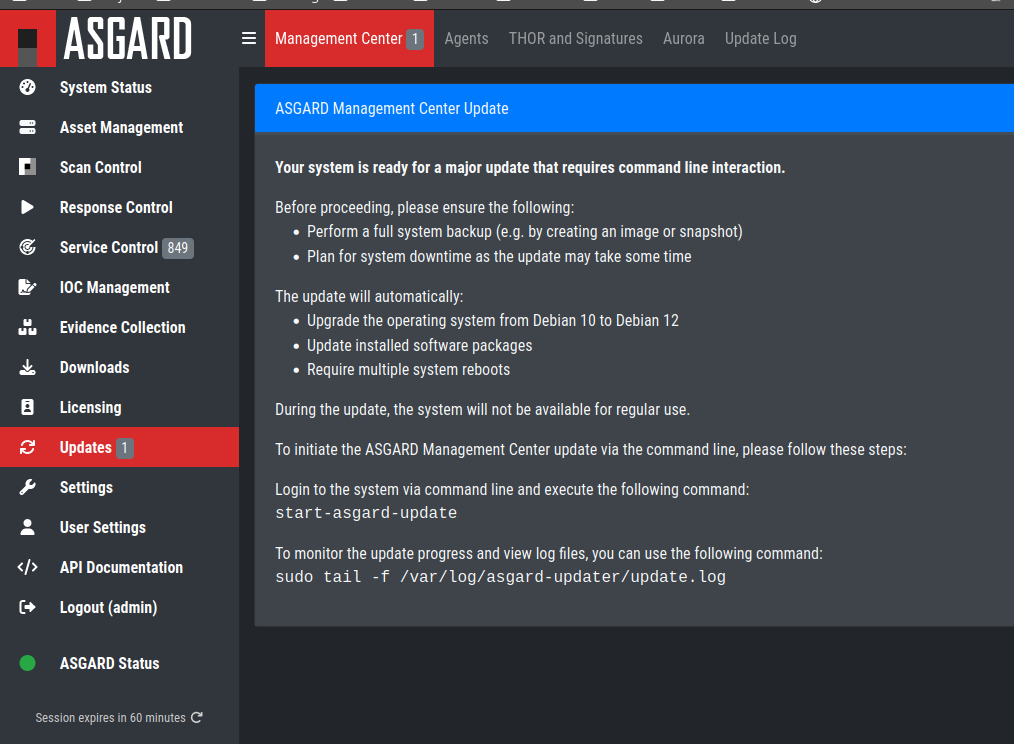 ASGARD
Management Center 1 Agents THOR and Signatures Aurora Update Log
System Status
Asset Management
Scan Control
Response Control
Service Control 849
IOC Management
Evidence Collection
Downloads
Licensing
Updates 1
Settings
User Settings
API Documentation
Logout (admin)
ASGARD Status
Session expires in 60 minutes
ASGARD Management Center Update
Your system is ready for a major update that requires command line interaction.
Before proceeding, please ensure the following:
• Perform a full system backup (e.g. by creating an image or snapshot)
• Plan for system downtime as the update may take some time
The update will automatically:
• Upgrade the operating system from Debian 10 to Debian 12
• Update installed software packages
• Require multiple system reboots
During the update, the system will not be available for regular use.
To initiate the ASGARD Management Center update via the command line, please follow these steps:
Login to the system via command line and execute the following command:
start-asgard-update
To monitor the update progress and view log files, you can use the following command:
sudo tail -f /var/log/asgard-updater/update.log